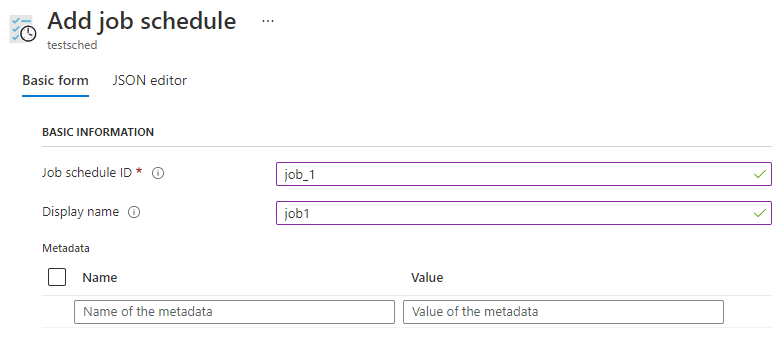 Add job schedule ...
testsched
Basic form JSON editor
BASIC INFORMATION
Job schedule ID * job_1
Display name job1
Metadata
Name Value
Name of the metadata Value of the metadata